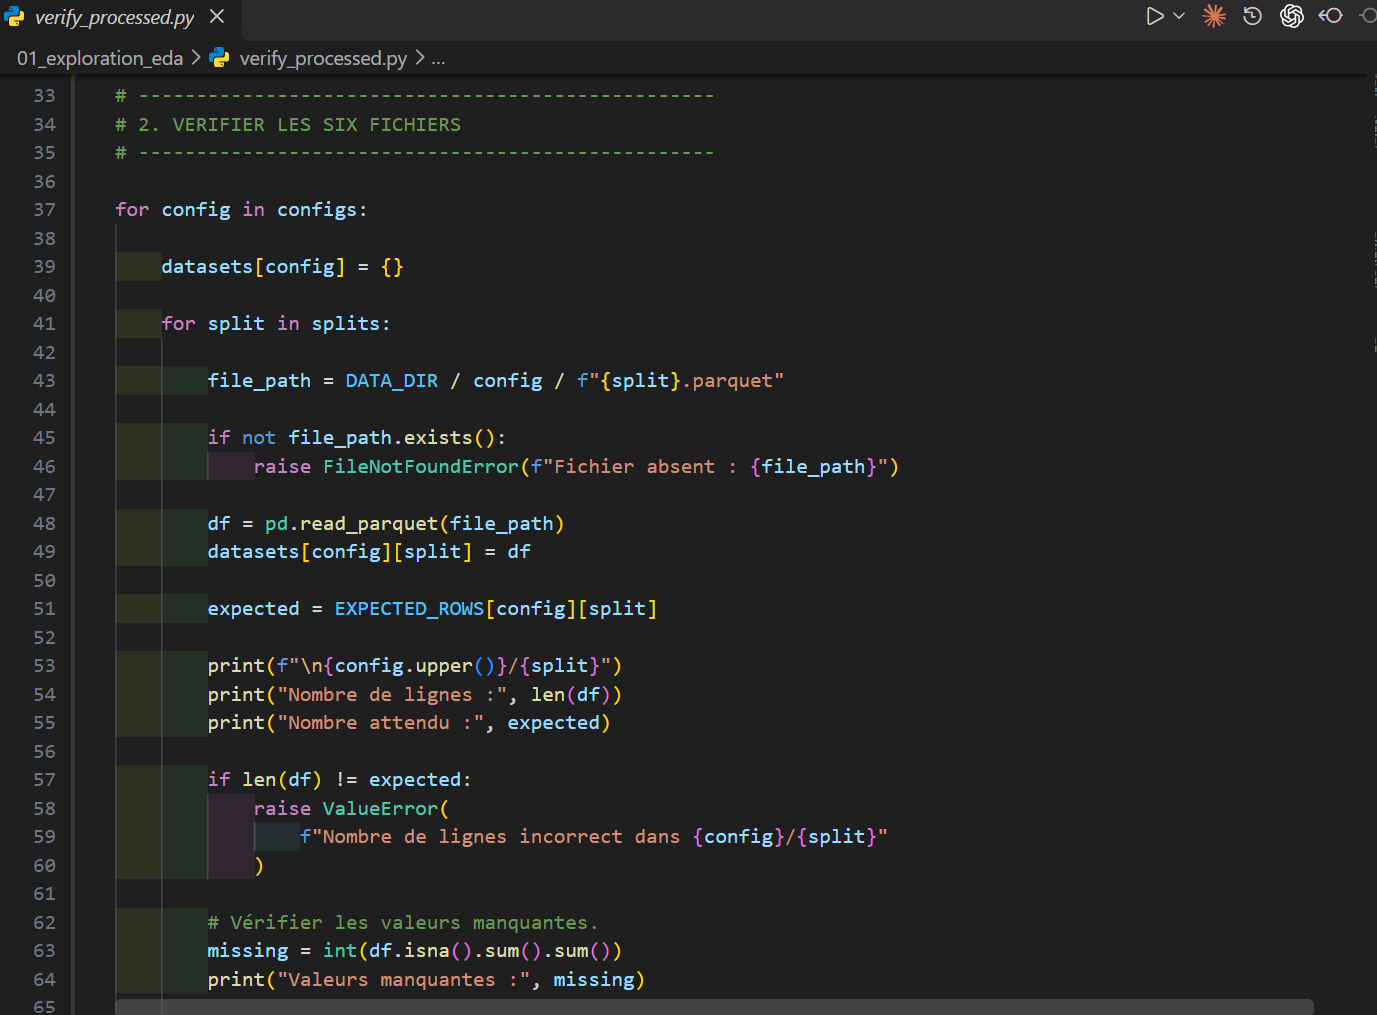 verify_processed.py
01_exploration_eda > verify_processed.py > ...
33 # --------------------------------------------------
34 # 2. VERIFIER LES SIX FICHIERS
35 # --------------------------------------------------
36
37 for config in configs:
38
39     datasets[config] = {}
40
41     for split in splits:
42
43         file_path = DATA_DIR / config / f"{split}.parquet"
44
45         if not file_path.exists():
46             raise FileNotFoundError(f"Fichier absent : {file_path}")
47
48         df = pd.read_parquet(file_path)
49         datasets[config][split] = df
50
51         expected = EXPECTED_ROWS[config][split]
52
53         print(f"\n{config.upper()}/{split}")
54         print("Nombre de lignes :", len(df))
55         print("Nombre attendu :", expected)
56
57         if len(df) != expected:
58             raise ValueError(
59                 f"Nombre de lignes incorrect dans {config}/{split}"
60             )
61
62         # Vérifier les valeurs manquantes.
63         missing = int(df.isna().sum().sum())
64         print("Valeurs manquantes :", missing)
65